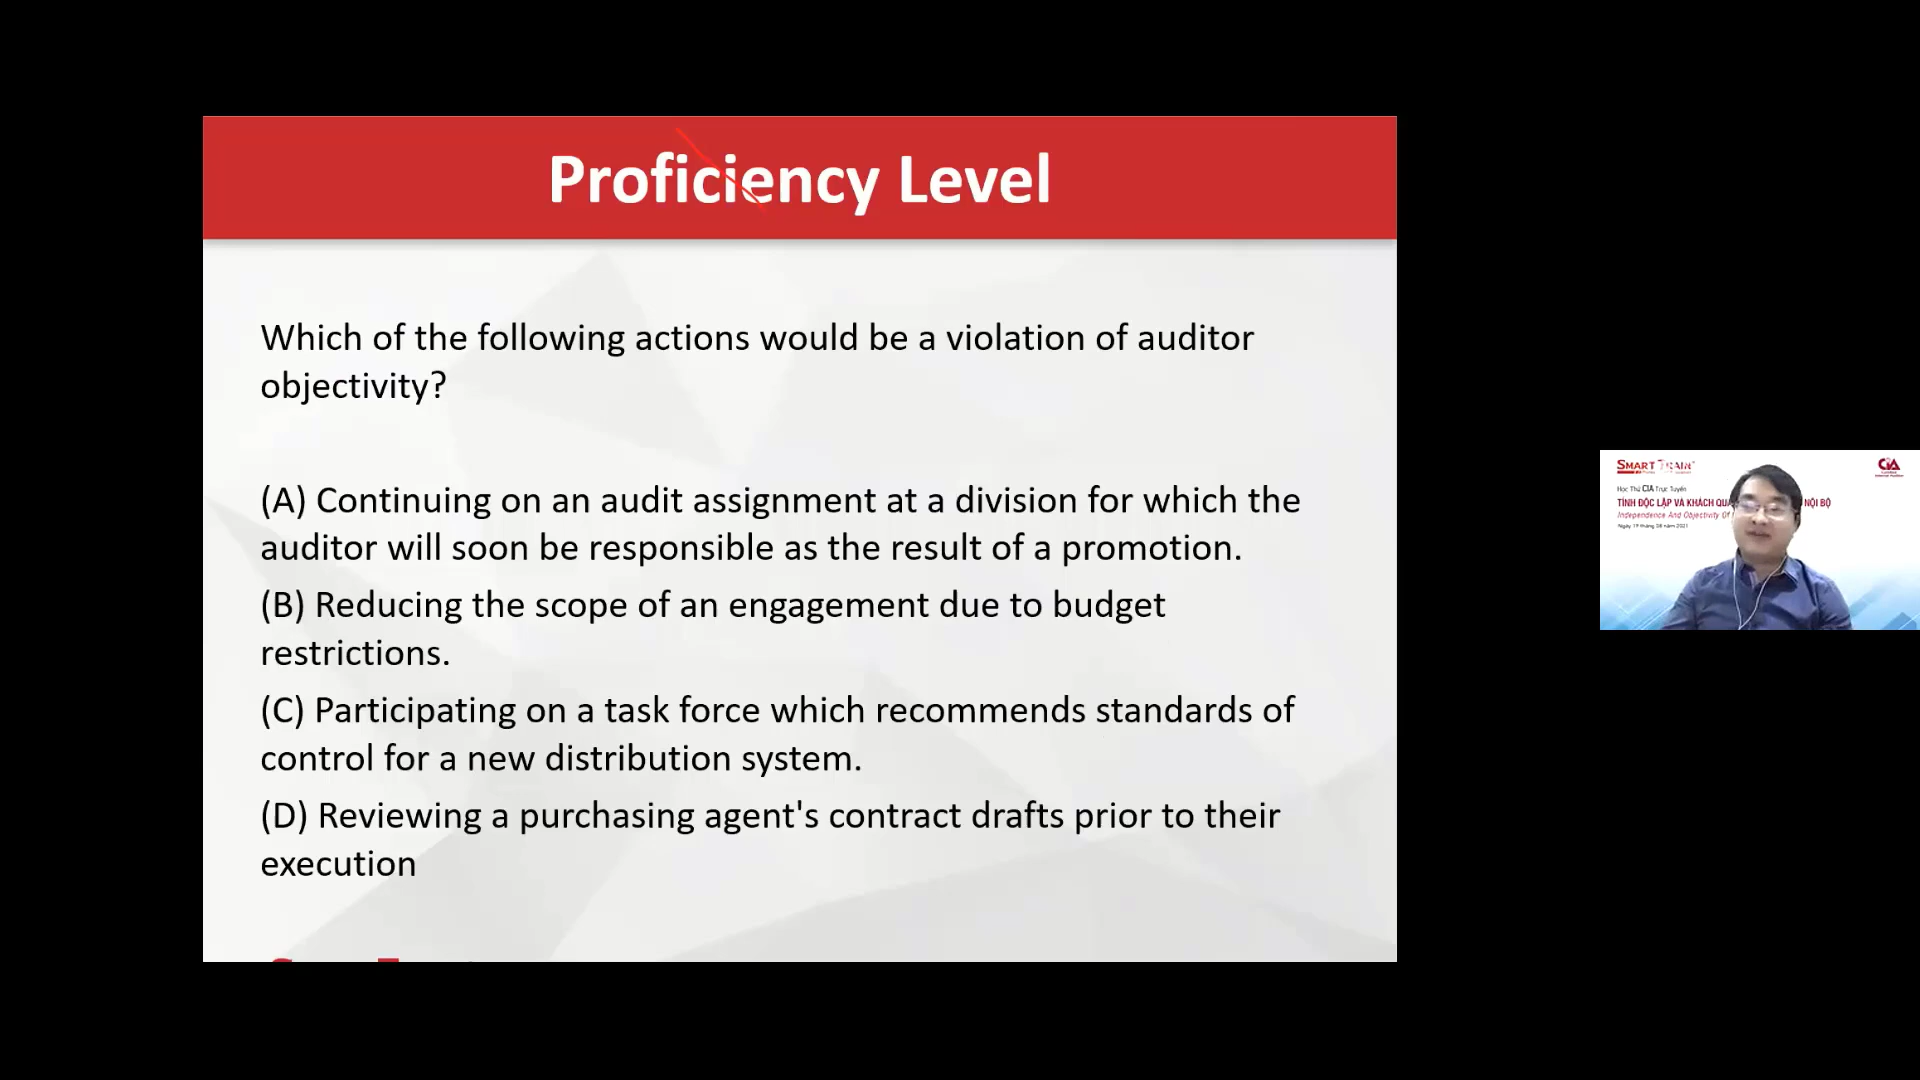 Proficiency Level
Which of the following actions would be a violation of auditor
objectivity?
(A) Continuing on an audit assignment at a division for which the
auditor will soon be responsible as the result of a promotion.
(B) Reducing the scope of an engagement due to budget
restrictions.
(C) Participating on a task force which recommends standards of
control for a new distribution system.
(D) Reviewing a purchasing agent's contract drafts prior to their
execution
SMART TRAIN
CIA
Học Thử CIA Trực Tuyến
TÍNH ĐỘC LẬP VÀ KHÁCH QUA NỘI BỘ
Independence And Objectivity Of
Ngày 19 tháng 08 năm 2021